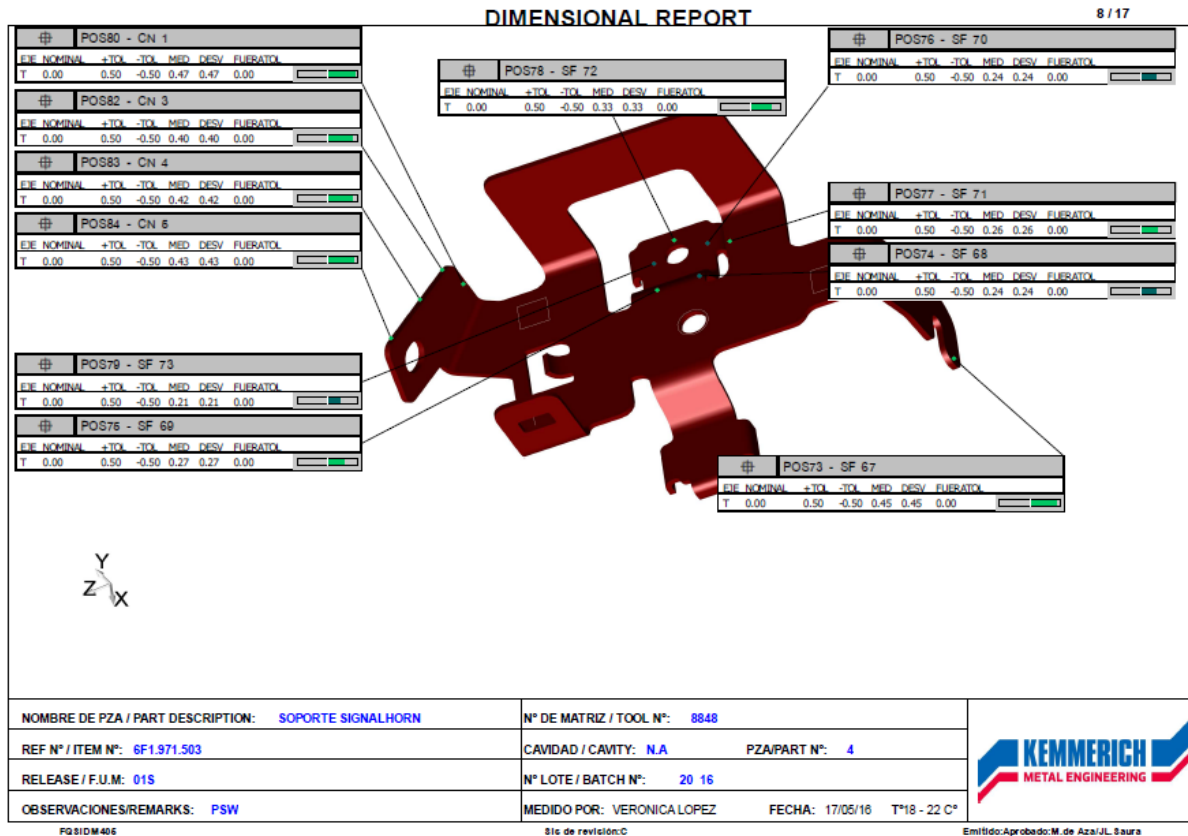 DIMENSIONAL REPORT
8 / 17
POS80 - CN 1
EJE NOMINAL +TOL -TOL MED DESV FUERATOL
T 0.00 0.50 -0.50 0.47 0.47 0.00
POS82 - CN 3
EJE NOMINAL +TOL -TOL MED DESV FUERATOL
T 0.00 0.50 -0.50 0.40 0.40 0.00
POS83 - CN 4
EJE NOMINAL +TOL -TOL MED DESV FUERATOL
T 0.00 0.50 -0.50 0.42 0.42 0.00
POS84 - CN 5
EJE NOMINAL +TOL -TOL MED DESV FUERATOL
T 0.00 0.50 -0.50 0.43 0.43 0.00
POS78 - SF 72
EJE NOMINAL +TOL -TOL MED DESV FUERATOL
T 0.00 0.50 -0.50 0.33 0.33 0.00
POS76 - SF 70
EJE NOMINAL +TOL -TOL MED DESV FUERATOL
T 0.00 0.50 -0.50 0.24 0.24 0.00
POS77 - SF 71
EJE NOMINAL +TOL -TOL MED DESV FUERATOL
T 0.00 0.50 -0.50 0.26 0.26 0.00
POS74 - SF 68
EJE NOMINAL +TOL -TOL MED DESV FUERATOL
T 0.00 0.50 -0.50 0.24 0.24 0.00
POS79 - SF 73
EJE NOMINAL +TOL -TOL MED DESV FUERATOL
T 0.00 0.50 -0.50 0.21 0.21 0.00
POS75 - SF 69
EJE NOMINAL +TOL -TOL MED DESV FUERATOL
T 0.00 0.50 -0.50 0.27 0.27 0.00
POS73 - SF 67
EJE NOMINAL +TOL -TOL MED DESV FUERATOL
T 0.00 0.50 -0.50 0.45 0.45 0.00
Y
Z
X
NOMBRE DE PZA / PART DESCRIPTION: SOPORTE SIGNALHORN
Nº DE MATRIZ / TOOL Nº: 8848
REF Nº / ITEM Nº: 6F1.971.503
CAVIDAD / CAVITY: N.A PZA/PART Nº: 4
RELEASE / F.U.M: 01S
Nº LOTE / BATCH Nº: 20 16
OBSERVACIONES/REMARKS: PSW
MEDIDO POR: VERONICA LOPEZ FECHA: 17/05/16 Tª18 - 22 Cº
KEMMERICH
METAL ENGINEERING
FQSIDM405
Sis de revisión:C
Emitido:Aprobado:M.de Aza/JL.Saura